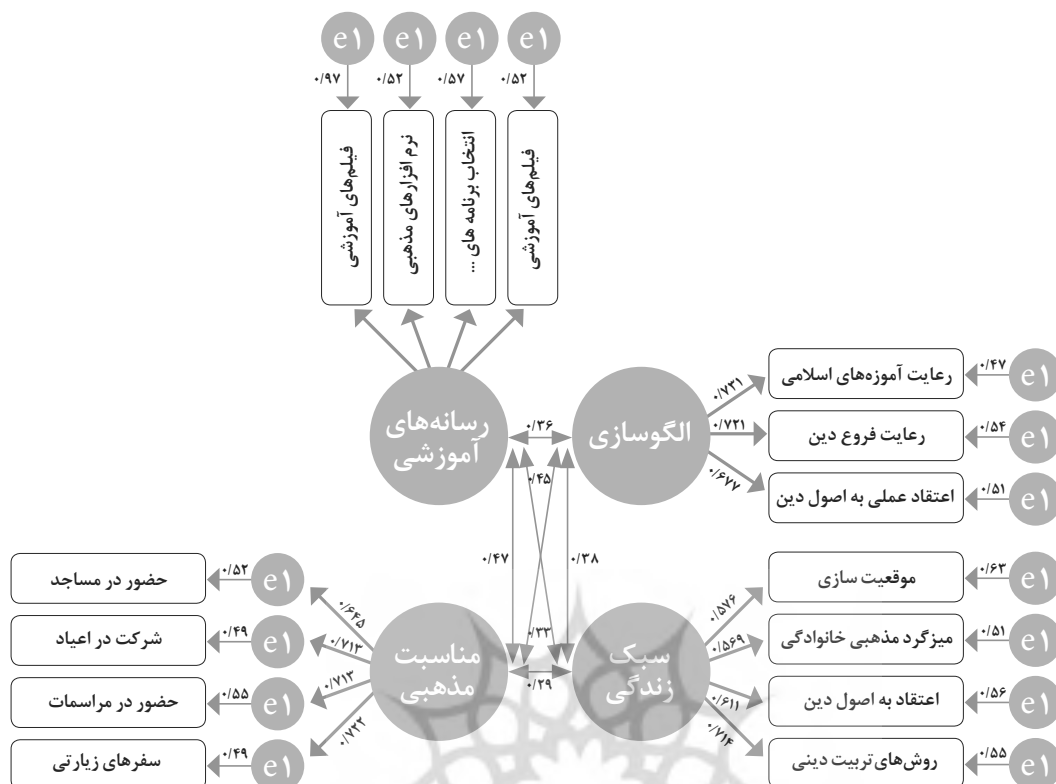 e۱ e۱ e۱ e۱
۰/۹۷ ۰/۵۲ ۰/۵۷ ۰/۵۲
فیلم‌های آموزشی
نرم افزارهای مذهبی
انتخاب برنامه های ...
فیلم‌های آموزشی
رسانه‌های
آموزشی
الگوسازی
۰/۳۶
۰/۴۵
۰/۴۷
۰/۳۸
۰/۳۳
۰/۲۹
۰/۷۳۱
رعایت آموزه‌های اسلامی
۰/۴۷
e۱
۰/۷۲۱
رعایت فروع دین
۰/۵۴
e۱
۰/۶۷۷
اعتقاد عملی به اصول دین
۰/۵۱
e۱
مناسبت
مذهبی
سبک
زندگی
۰/۵۷۶
موقعیت سازی
۰/۶۳
e۱
۰/۵۶۹
میزگرد مذهبی خانوادگی
۰/۵۱
e۱
۰/۶۱۱
اعتقاد به اصول دین
۰/۵۶
e۱
۰/۷۱۴
روش‌های تربیت دینی
۰/۵۵
e۱
حضور در مساجد
۰/۵۲
e۱
۰/۶۴۵
شرکت در اعیاد
۰/۴۹
e۱
۰/۷۱۳
حضور در مراسمات
۰/۵۵
e۱
۰/۷۱۳
سفرهای زیارتی
۰/۴۹
e۱
۰/۷۲۲